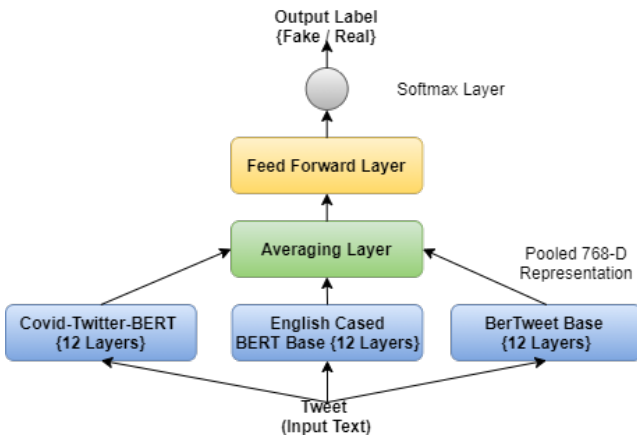 Output Label
{Fake / Real}
Softmax Layer
Feed Forward Layer
Averaging Layer
Pooled 768-D
Representation
Covid-Twitter-BERT
{12 Layers}
English Cased
BERT Base {12 Layers}
BerTweet Base
{12 Layers}
Tweet
(Input Text)